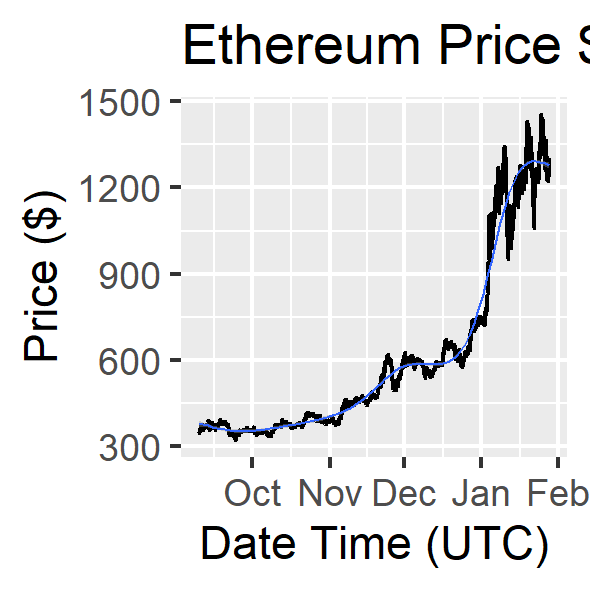 Ethereum Price
1500
1200
900
600
300
Price ($)
Oct Nov Dec Jan Feb
Date Time (UTC)